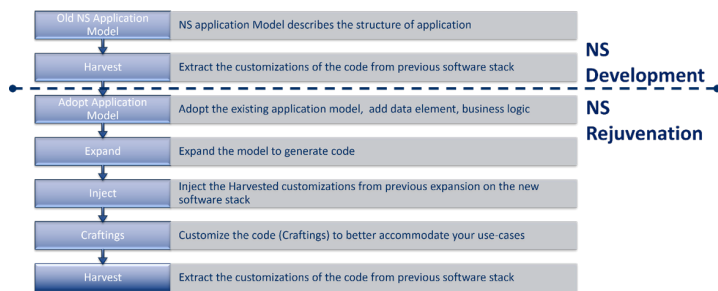 Old NS Application
Model
NS application Model describes the structure of application
Harvest
Extract the customizations of the code from previous software stack
NS
Development
Adopt Application
Model
Adopt the existing application model,  add data element, business logic
NS
Rejuvenation
Expand
Expand the model to generate code
Inject
Inject the Harvested customizations from previous expansion on the new
software stack
Craftings
Customize the code (Craftings) to better accommodate your use-cases
Harvest
Extract the customizations of the code from previous software stack